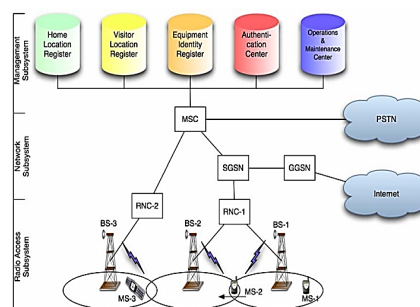 Management
Subsystem
Home
Location
Register
Visitor
Location
Register
Equipment
Identity
Register
Authenti-
cation
Center
Operations
&
Maintenance
Center
Network
Subsystem
MSC
PSTN
SGSN
GGSN
Internet
Radio Access
Subsystem
RNC-2
RNC-1
BS-3
BS-2
BS-1
MS-3
MS-2
MS-1